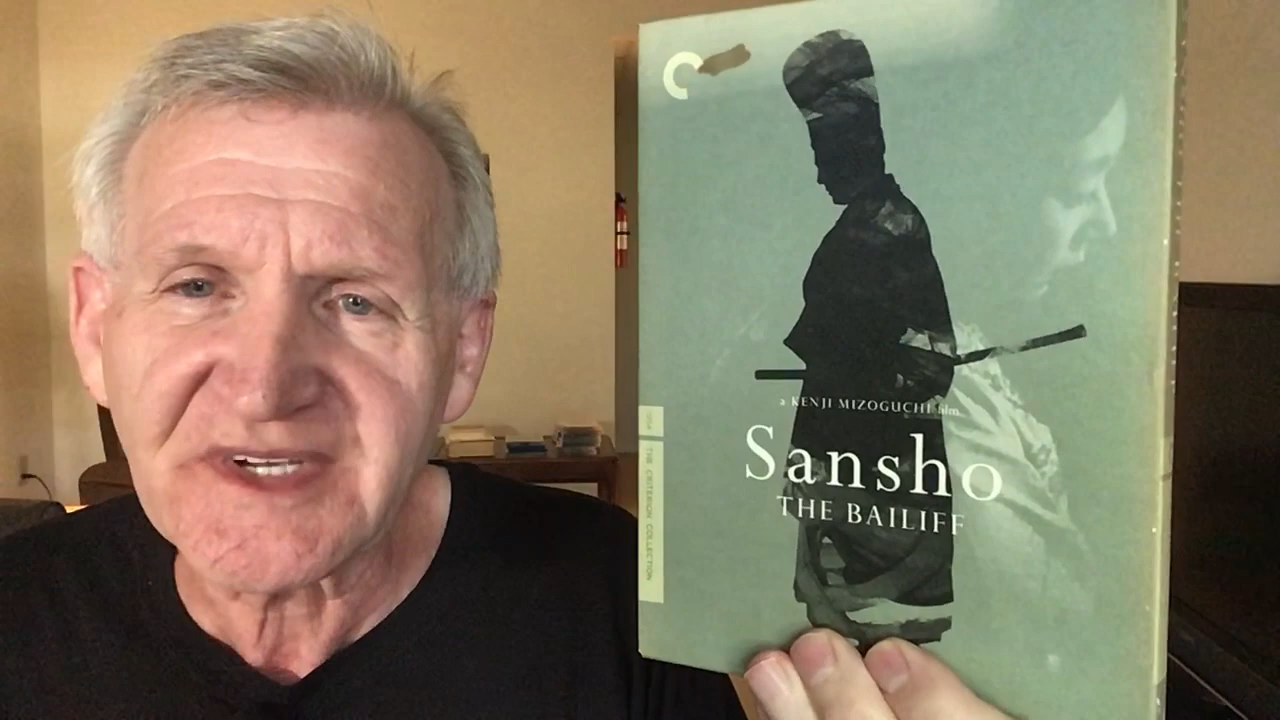 a KENJI MIZOGUCHI film
Sansho
THE BAILIFF
THE CRITERION COLLECTION